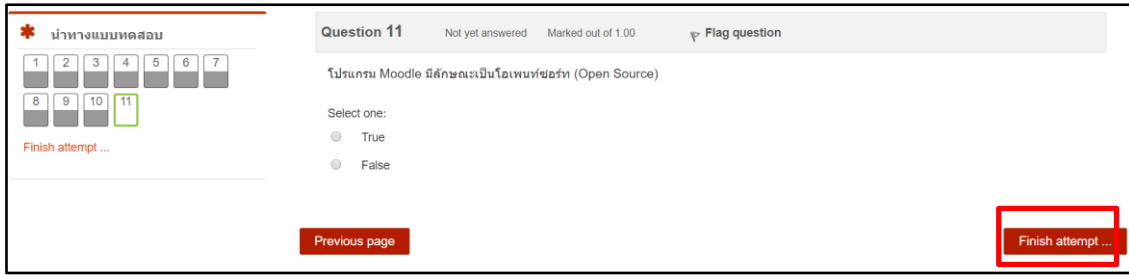 นำทางแบบทดสอบ
1 2 3 4 5 6 7
8 9 10 11
Finish attempt ...
Question 11 Not yet answered Marked out of 1.00 Flag question
โปรแกรม Moodle มีลักษณะเป็นโอเพนท์ซอร์ท (Open Source)
Select one:
True
False
Previous page
Finish attempt ...